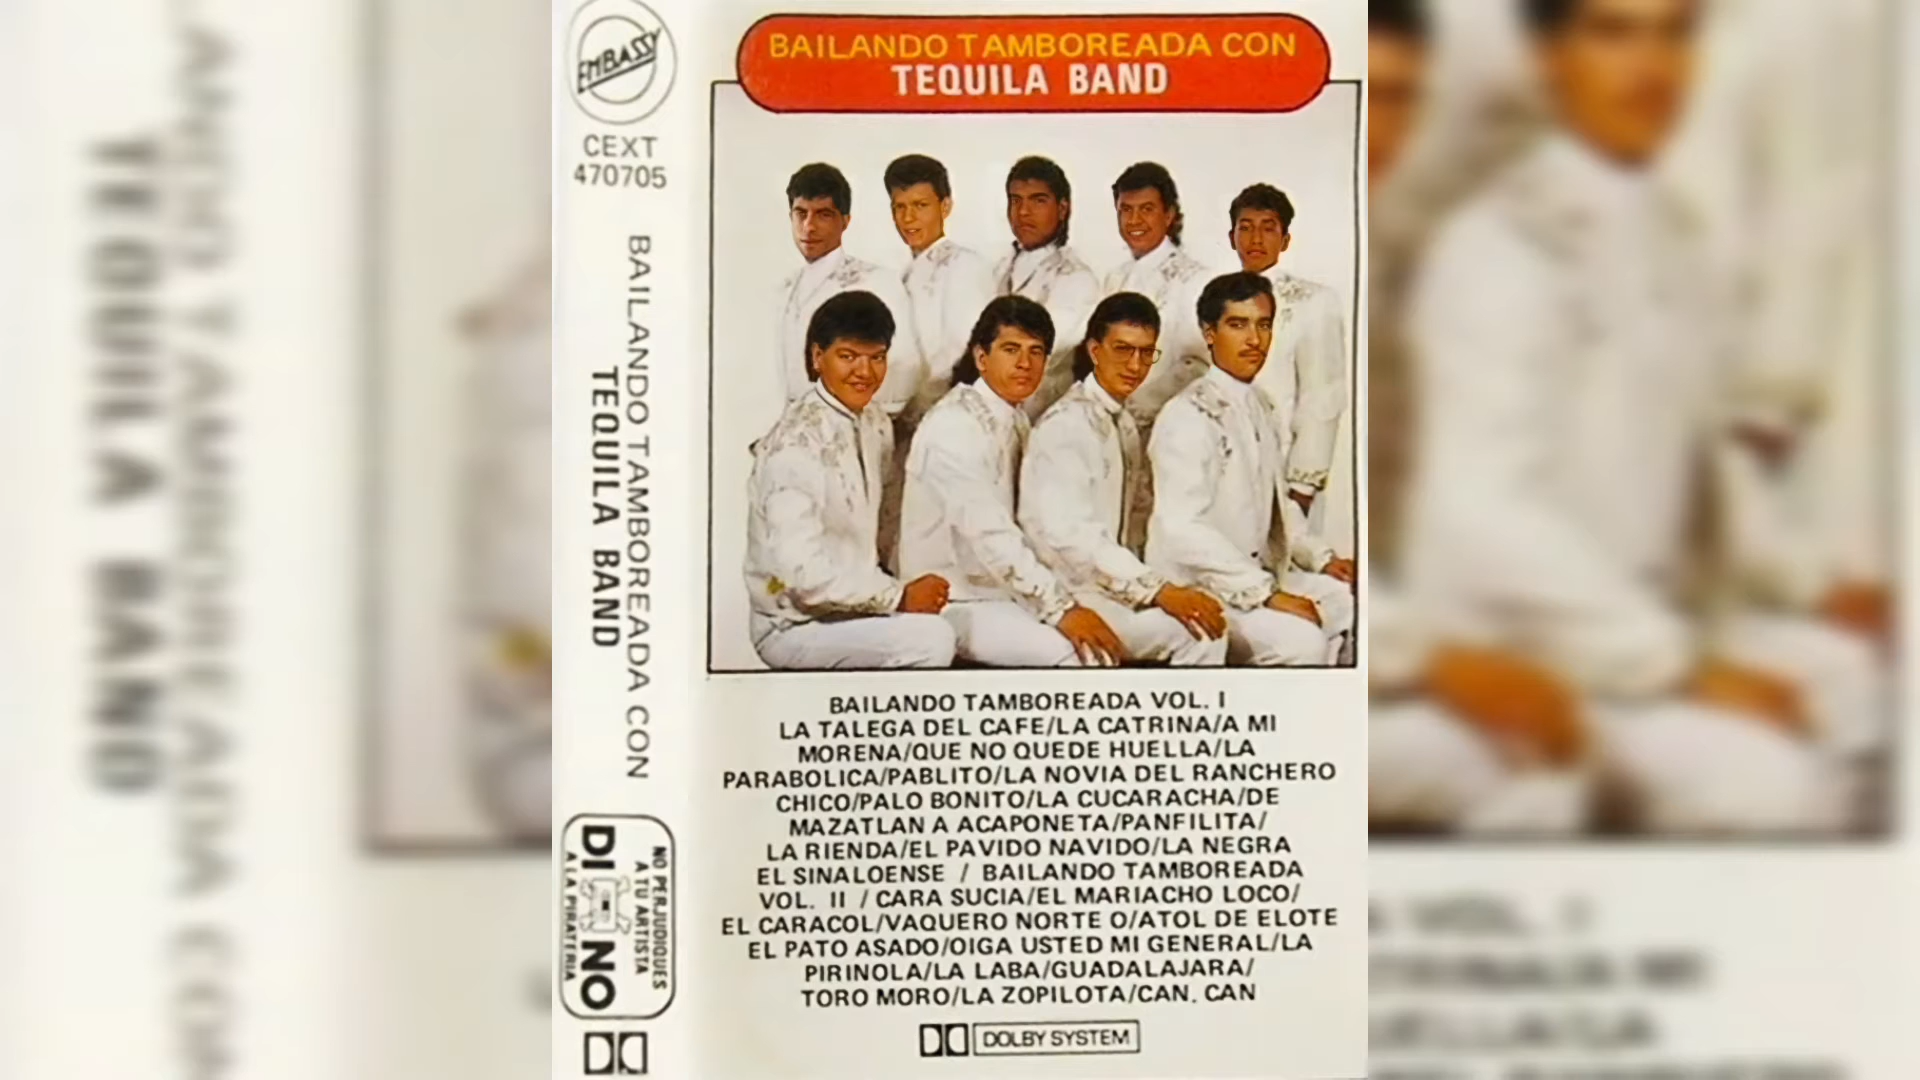 EMBASSY
CEXT
470705
BAILANDO TAMBOREADA CON
TEQUILA BAND
DI NO
NO PERJUDIQUES
A TU ARTISTA
A LA PIRATERIA
BAILANDO TAMBOREADA CON
TEQUILA BAND
BAILANDO TAMBOREADA VOL. I
LA TALEGA DEL CAFE/LA CATRINA/A MI
MORENA/QUE NO QUEDE HUELLA/LA
PARABOLICA/PABLITO/LA NOVIA DEL RANCHERO
CHICO/PALO BONITO/LA CUCARACHA/DE
MAZATLAN A ACAPONETA/PANFILITA/
LA RIENDA/EL PAVIDO NAVIDO/LA NEGRA
EL SINALOENSE / BAILANDO TAMBOREADA
VOL. II / CARA SUCIA/EL MARIACHO LOCO/
EL CARACOL/VAQUERO NORTE O/ATOL DE ELOTE
EL PATO ASADO/OIGA USTED MI GENERAL/LA
PIRINOLA/LA LABA/GUADALAJARA/
TORO MORO/LA ZOPILOTA/CAN. CAN
DOLBY SYSTEM